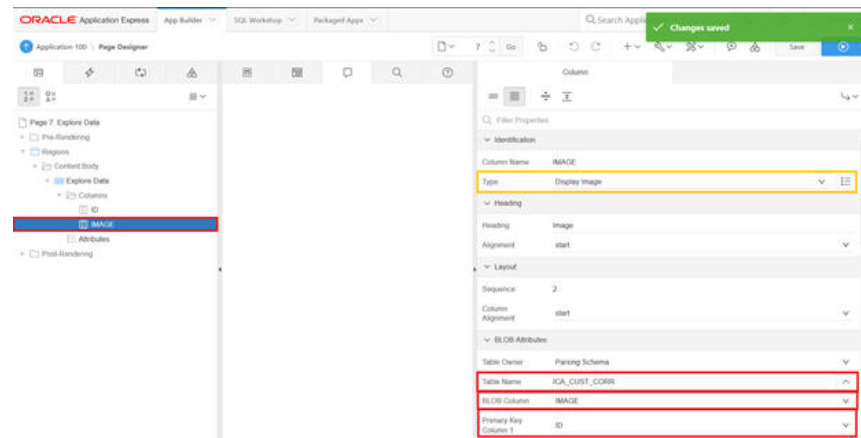 ORACLE Application Express App Builder SQL Workshop Packaged Apps Search Applic
Changes saved
Application 100 \ Page Designer 7 Go Save
Column
Page 7: Explore Data
Pre-Rendering
Regions
Content Body
Explore Data
Columns
ID
IMAGE
Attributes
Post-Rendering
Filter Properties
Identification
Column Name IMAGE
Type Display Image
Heading
Heading Image
Alignment start
Layout
Sequence 2
Column Alignment start
BLOB Attributes
Table Owner Parsing Schema
Table Name ICA_CUST_CORR
BLOB Column IMAGE
Primary Key Column 1 ID